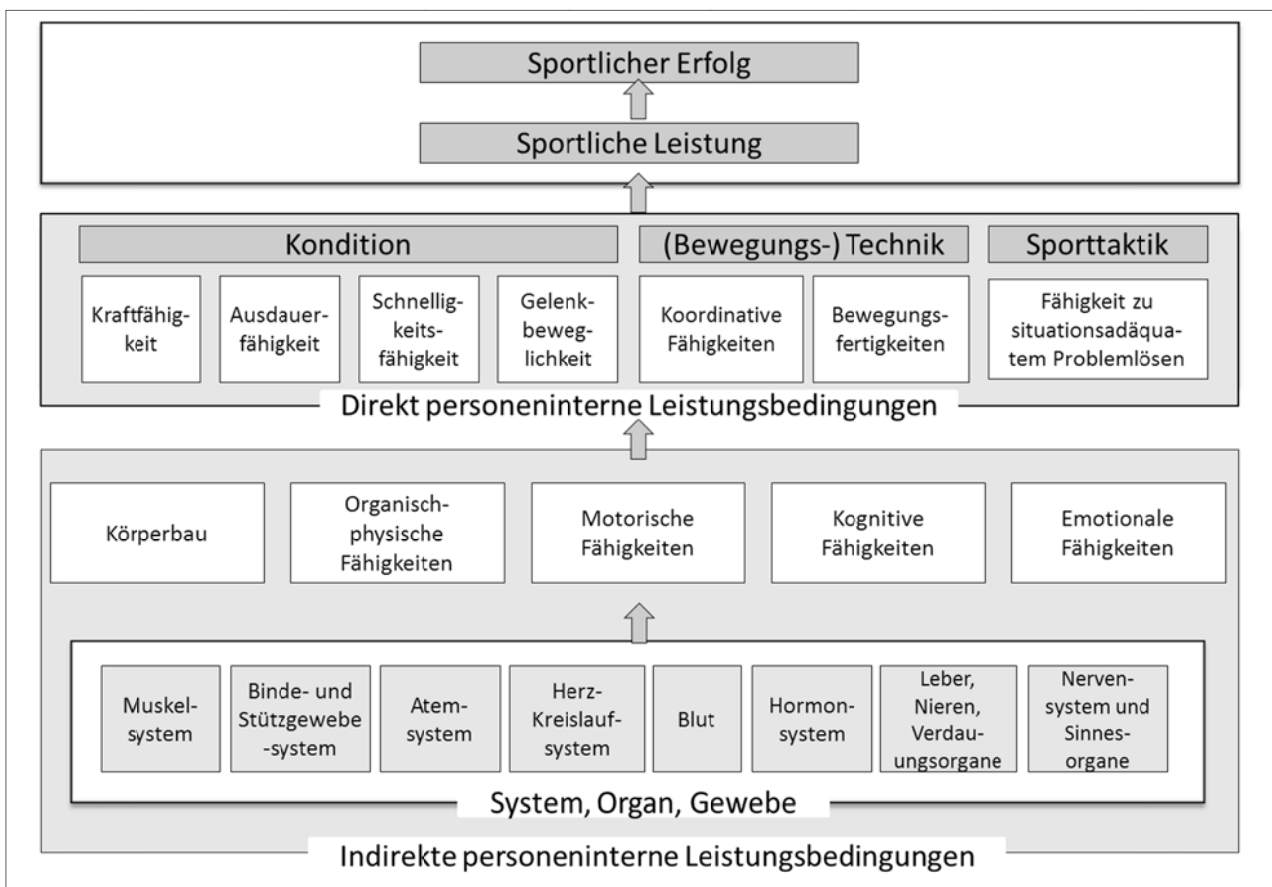 Sportlicher Erfolg
Sportliche Leistung
Kondition
(Bewegungs-) Technik
Sporttaktik
Kraftfähig-
keit
Ausdauer-
fähigkeit
Schnellig-
keits-
fähigkeit
Gelenk-
beweg-
lichkeit
Koordinative
Fähigkeiten
Bewegungs-
fertigkeiten
Fähigkeit zu
situationsadäqua-
tem Problemlösen
Direkt personeninterne Leistungsbedingungen
Körperbau
Organisch-
physische
Fähigkeiten
Motorische
Fähigkeiten
Kognitive
Fähigkeiten
Emotionale
Fähigkeiten
Muskel-
system
Binde- und
Stützgewebe
-system
Atem-
system
Herz-
Kreislauf-
system
Blut
Hormon-
system
Leber,
Nieren,
Verdau-
ungsorgane
Nerven-
system und
Sinnes-
organe
System, Organ, Gewebe
Indirekte personeninterne Leistungsbedingungen